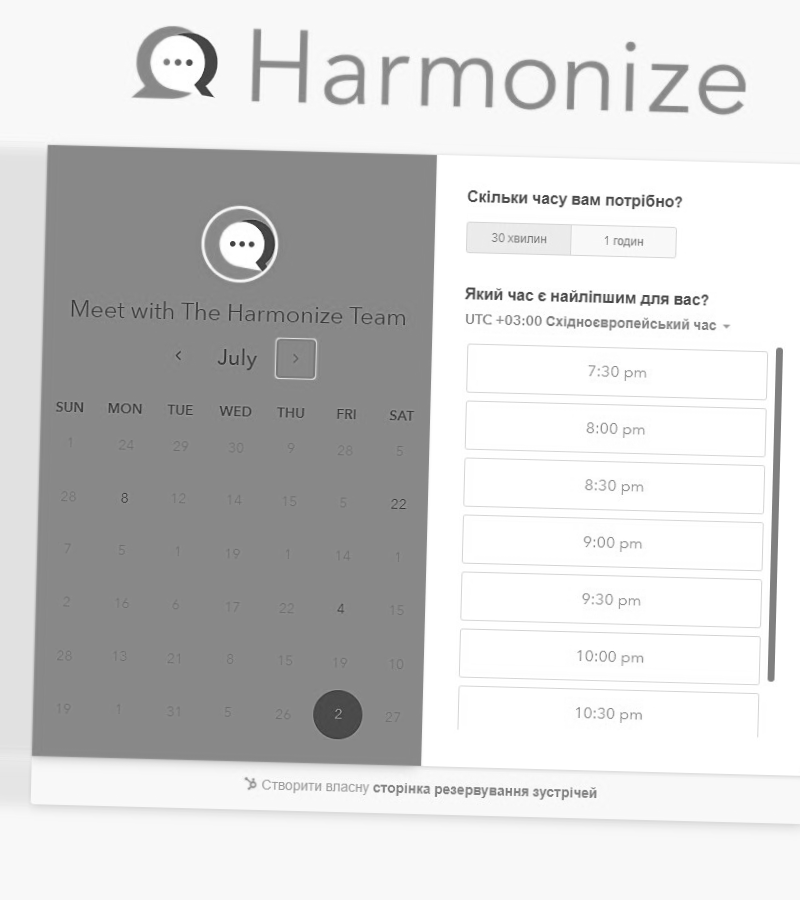 Harmonize
Meet with The Harmonize Team
July
SUN MON TUE WED THU FRI SAT
1 24 29 30 9 28 5
28 8 12 14 15 5 22
7 5 1 19 1 14 1
2 16 6 17 22 4 15
28 13 21 8 15 19 10
19 1 31 5 26 2 27
Скільки часу вам потрібно?
30 хвилин 1 годин
Який час є найліпшим для вас?
UTC +03:00 Східноєвропейський час
7:30 pm
8:00 pm
8:30 pm
9:00 pm
9:30 pm
10:00 pm
10:30 pm
Створити власну сторінка резервування зустрічей